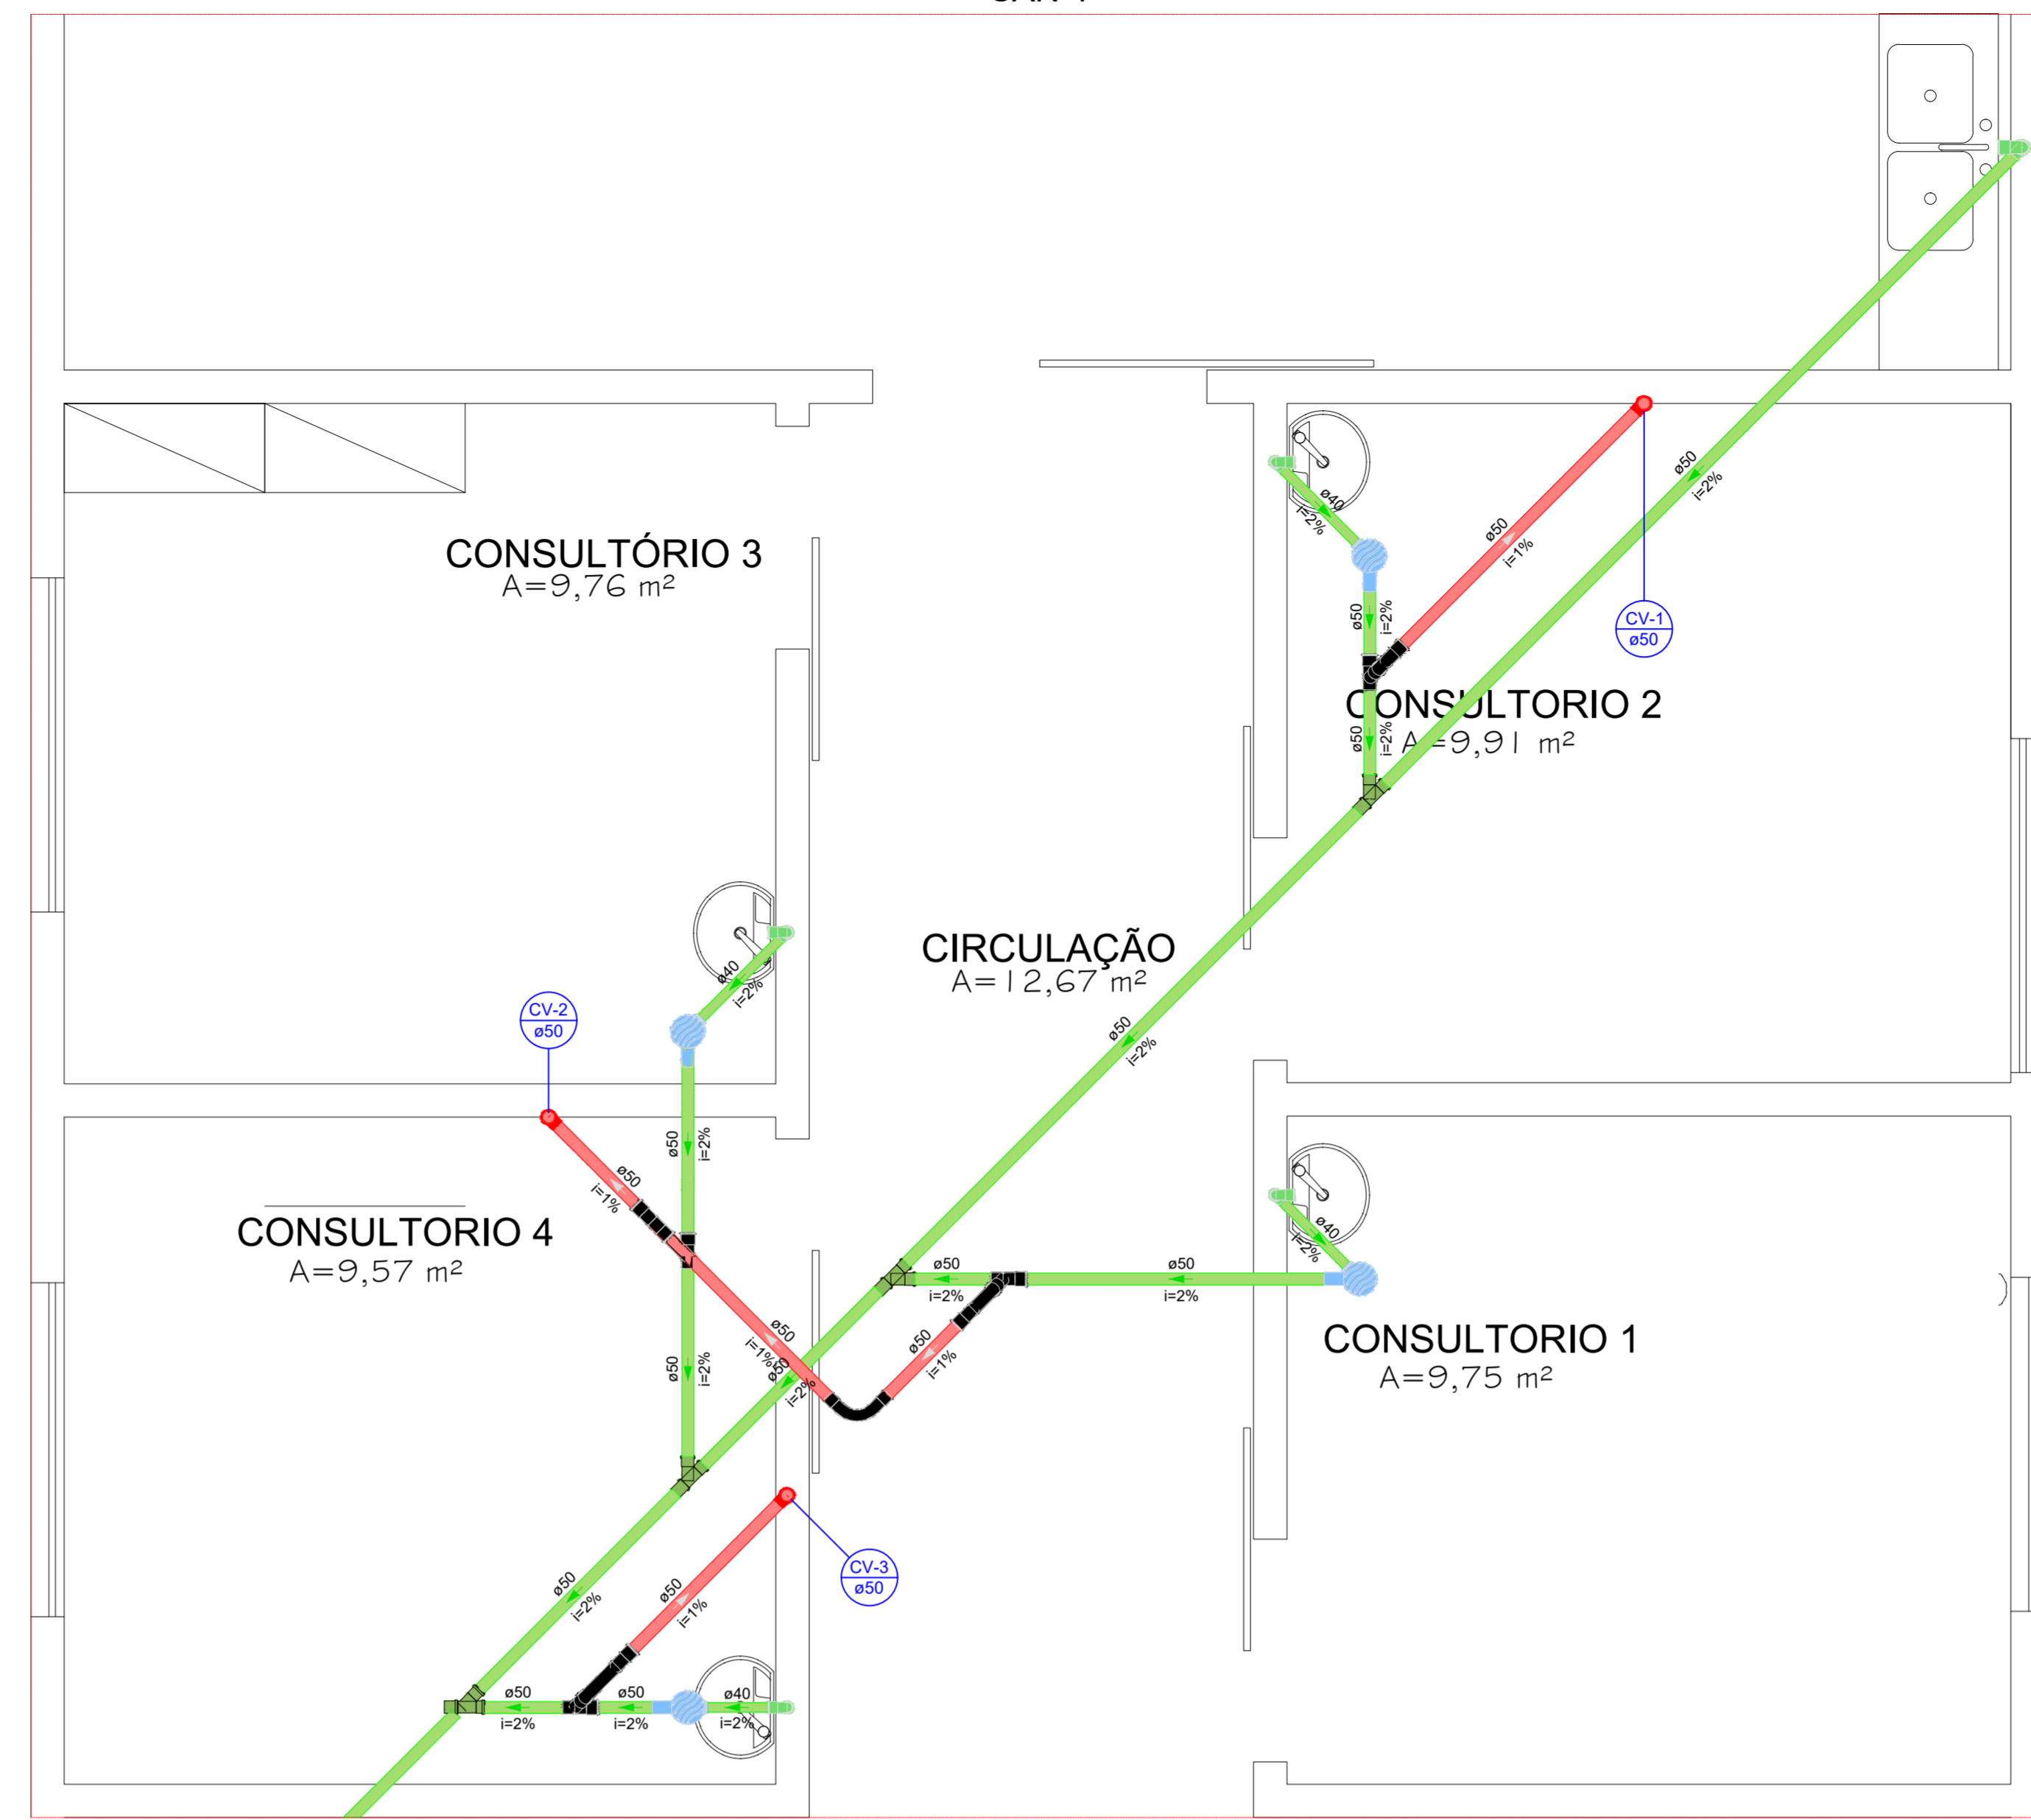 ø50
i=2%
ø40
i=2%
ø50
i=1%
CONSULTÓRIO 3
A=9,76 m²
ø50
i=2%
CV-1
ø50
CONSULTORIO 2
A=9,91 m²
ø50
i=2%
CIRCULAÇÃO
A=12,67 m²
ø40
i=2%
CV-2
ø50
ø50
i=2%
ø50
i=2%
ø50
i=1%
CONSULTORIO 4
A=9,57 m²
ø40
i=2%
ø50
i=2%
ø50
i=2%
ø50
i=1%
ø50
i=1%
ø50
i=2%
ø50
i=2%
CONSULTORIO 1
A=9,75 m²
CV-3
ø50
ø50
i=2%
ø50
i=1%
ø50
i=2%
ø50
i=2%
ø40
i=2%